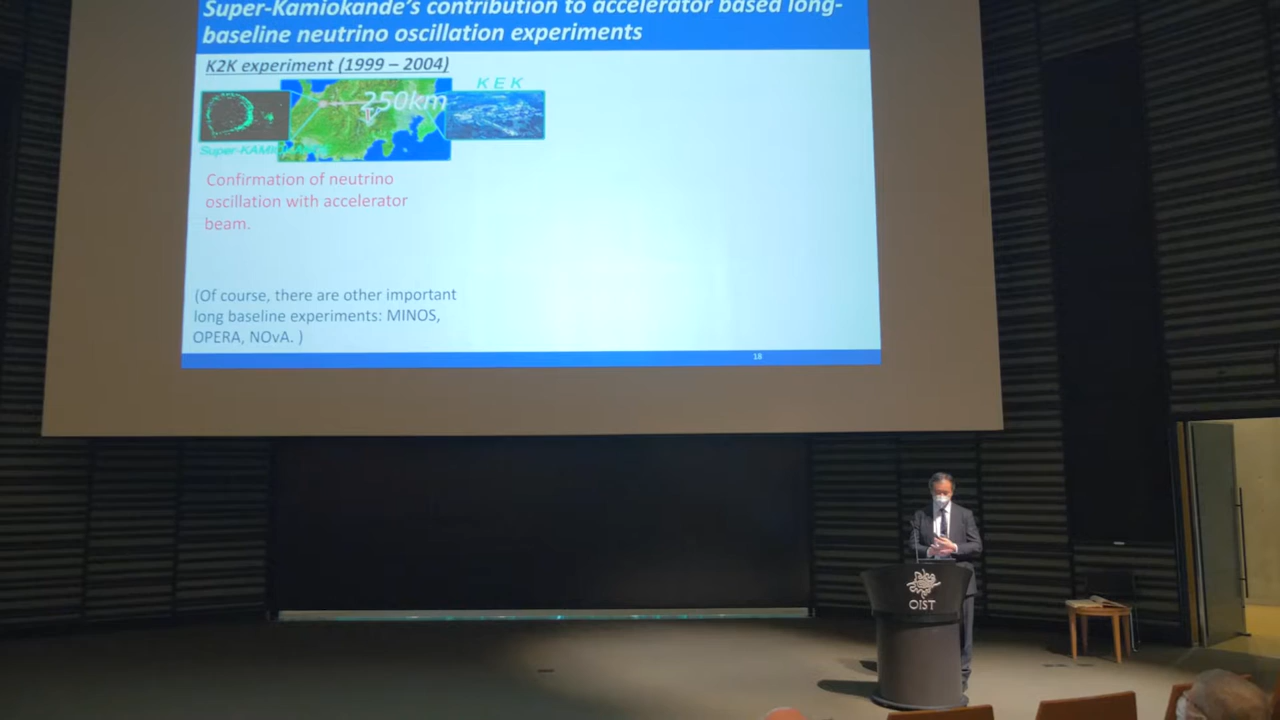 Super-Kamiokande's contribution to accelerator based long-
baseline neutrino oscillation experiments
K2K experiment (1999 – 2004)
KEK
250km
Super-KAMIOKANDE
Confirmation of neutrino
oscillation with accelerator
beam.
(Of course, there are other important
long baseline experiments: MINOS,
OPERA, NOvA. )
18
OIST